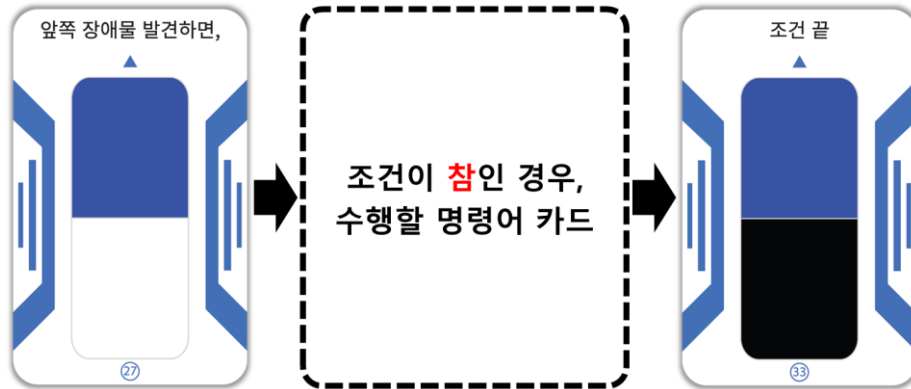 앞쪽 장애물 발견하면,
㉗
조건이 참인 경우,
수행할 명령어 카드
조건 끝
㉝